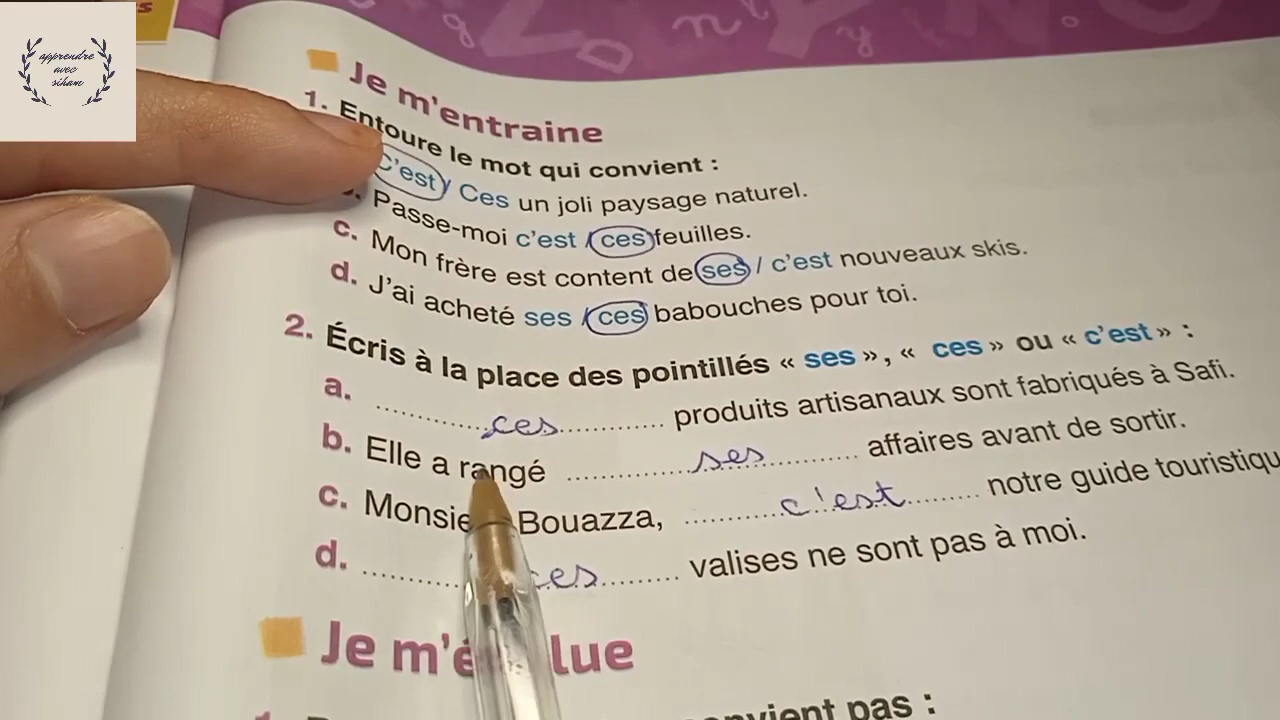 apprendre
avec
siham
Je m'entraine
1. Entoure le mot qui convient :
C'est / Ces un joli paysage naturel.
Passe-moi c'est / ces feuilles.
c. Mon frère est content de ses / c'est nouveaux skis.
d. J'ai acheté ses / ces babouches pour toi.
2. Écris à la place des pointillés « ses », « ces » ou « c'est » :
a. ............ces............ produits artisanaux sont fabriqués à Safi.
b. Elle a rangé ............ses............ affaires avant de sortir.
c. Bouazza, ............c'est............ notre guide touristiqu
d. ............ces............ valises ne sont pas à moi.
Je m'
pas :